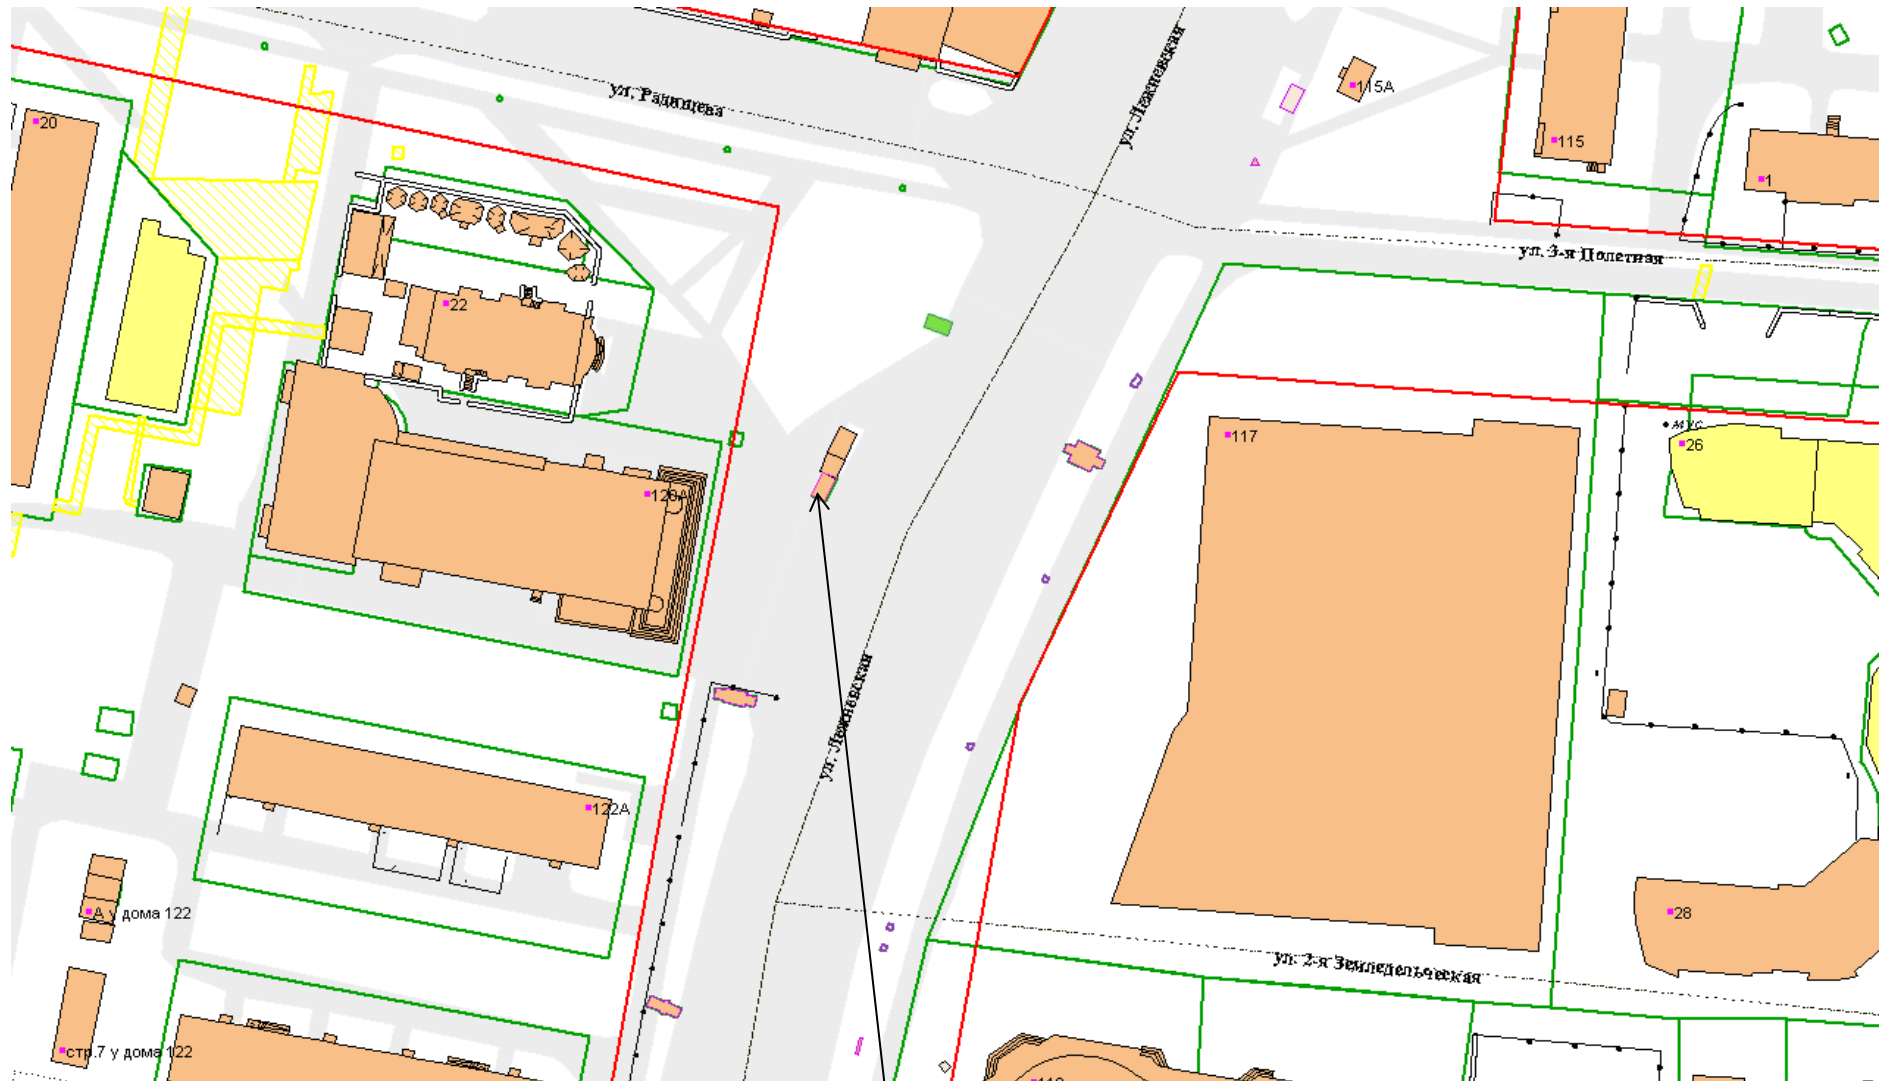 ул. Лежневская
115А
20
ул. Радищева
115
1
ул. 3-я Полетная
22
117
26
120А
ул. Лежневская
122А
А у дома 122
28
ул. 2-я Земледельческая
стр.7 у дома 122